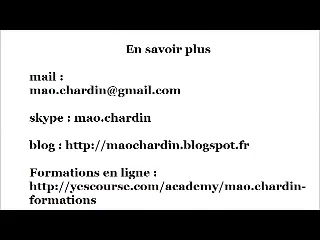 En savoir plus
mail :
mao.chardin@gmail.com
skype : mao.chardin
blog : http://maochardin.blogspot.fr
Formations en ligne :
http://yescourse.com/academy/mao.chardin-
formations